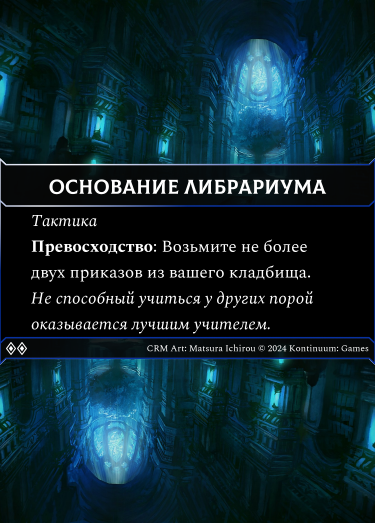 ОСНОВАНИЕ ЛИБРАРИУМА
Тактика
Превосходство: Возьмите не более
двух приказов из вашего кладбища.
Не способный учиться у других порой
оказывается лучшим учителем.
CRM Art: Matsura Ichirou © 2024 Kontinuum: Games